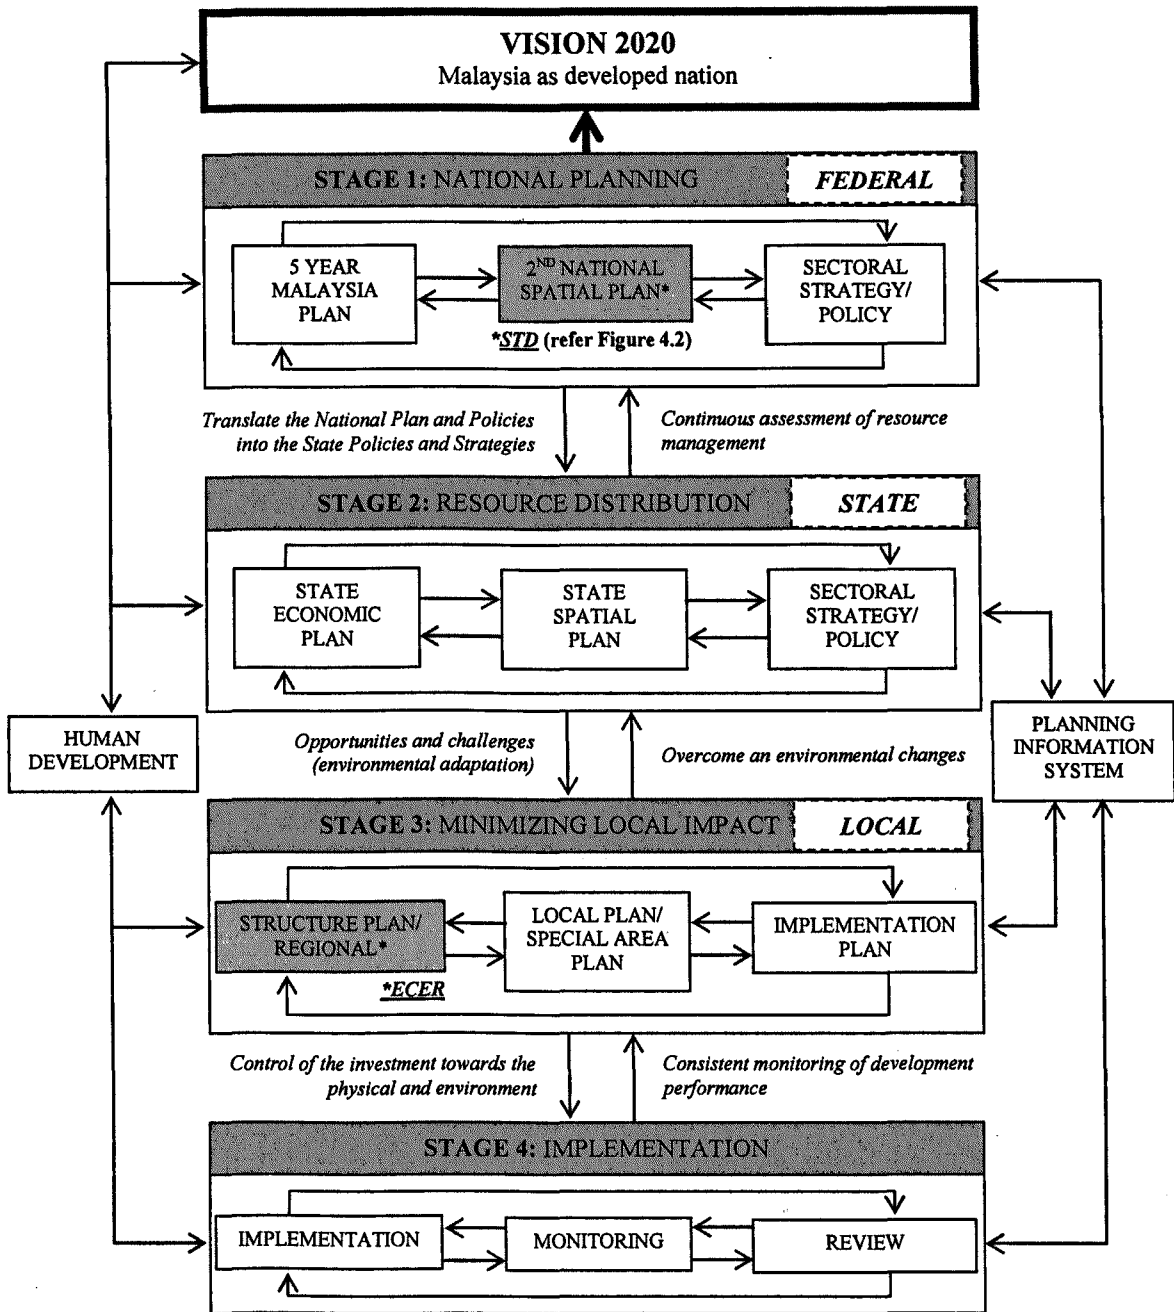 VISION 2020
Malaysia as developed nation
STAGE 1: NATIONAL PLANNING
FEDERAL
5 YEAR
MALAYSIA
PLAN
2ND NATIONAL
SPATIAL PLAN*
SECTORAL
STRATEGY/
POLICY
*STD (refer Figure 4.2)
Translate the National Plan and Policies
into the State Policies and Strategies
Continuous assessment of resource
management
STAGE 2: RESOURCE DISTRIBUTION
STATE
STATE
ECONOMIC
PLAN
STATE
SPATIAL
PLAN
SECTORAL
STRATEGY/
POLICY
HUMAN
DEVELOPMENT
Opportunities and challenges
(environmental adaptation)
Overcome an environmental changes
PLANNING
INFORMATION
SYSTEM
STAGE 3: MINIMIZING LOCAL IMPACT
LOCAL
STRUCTURE PLAN/
REGIONAL*
LOCAL PLAN/
SPECIAL AREA
PLAN
IMPLEMENTATION
PLAN
*ECER
Control of the investment towards the
physical and environment
Consistent monitoring of development
performance
STAGE 4: IMPLEMENTATION
IMPLEMENTATION
MONITORING
REVIEW